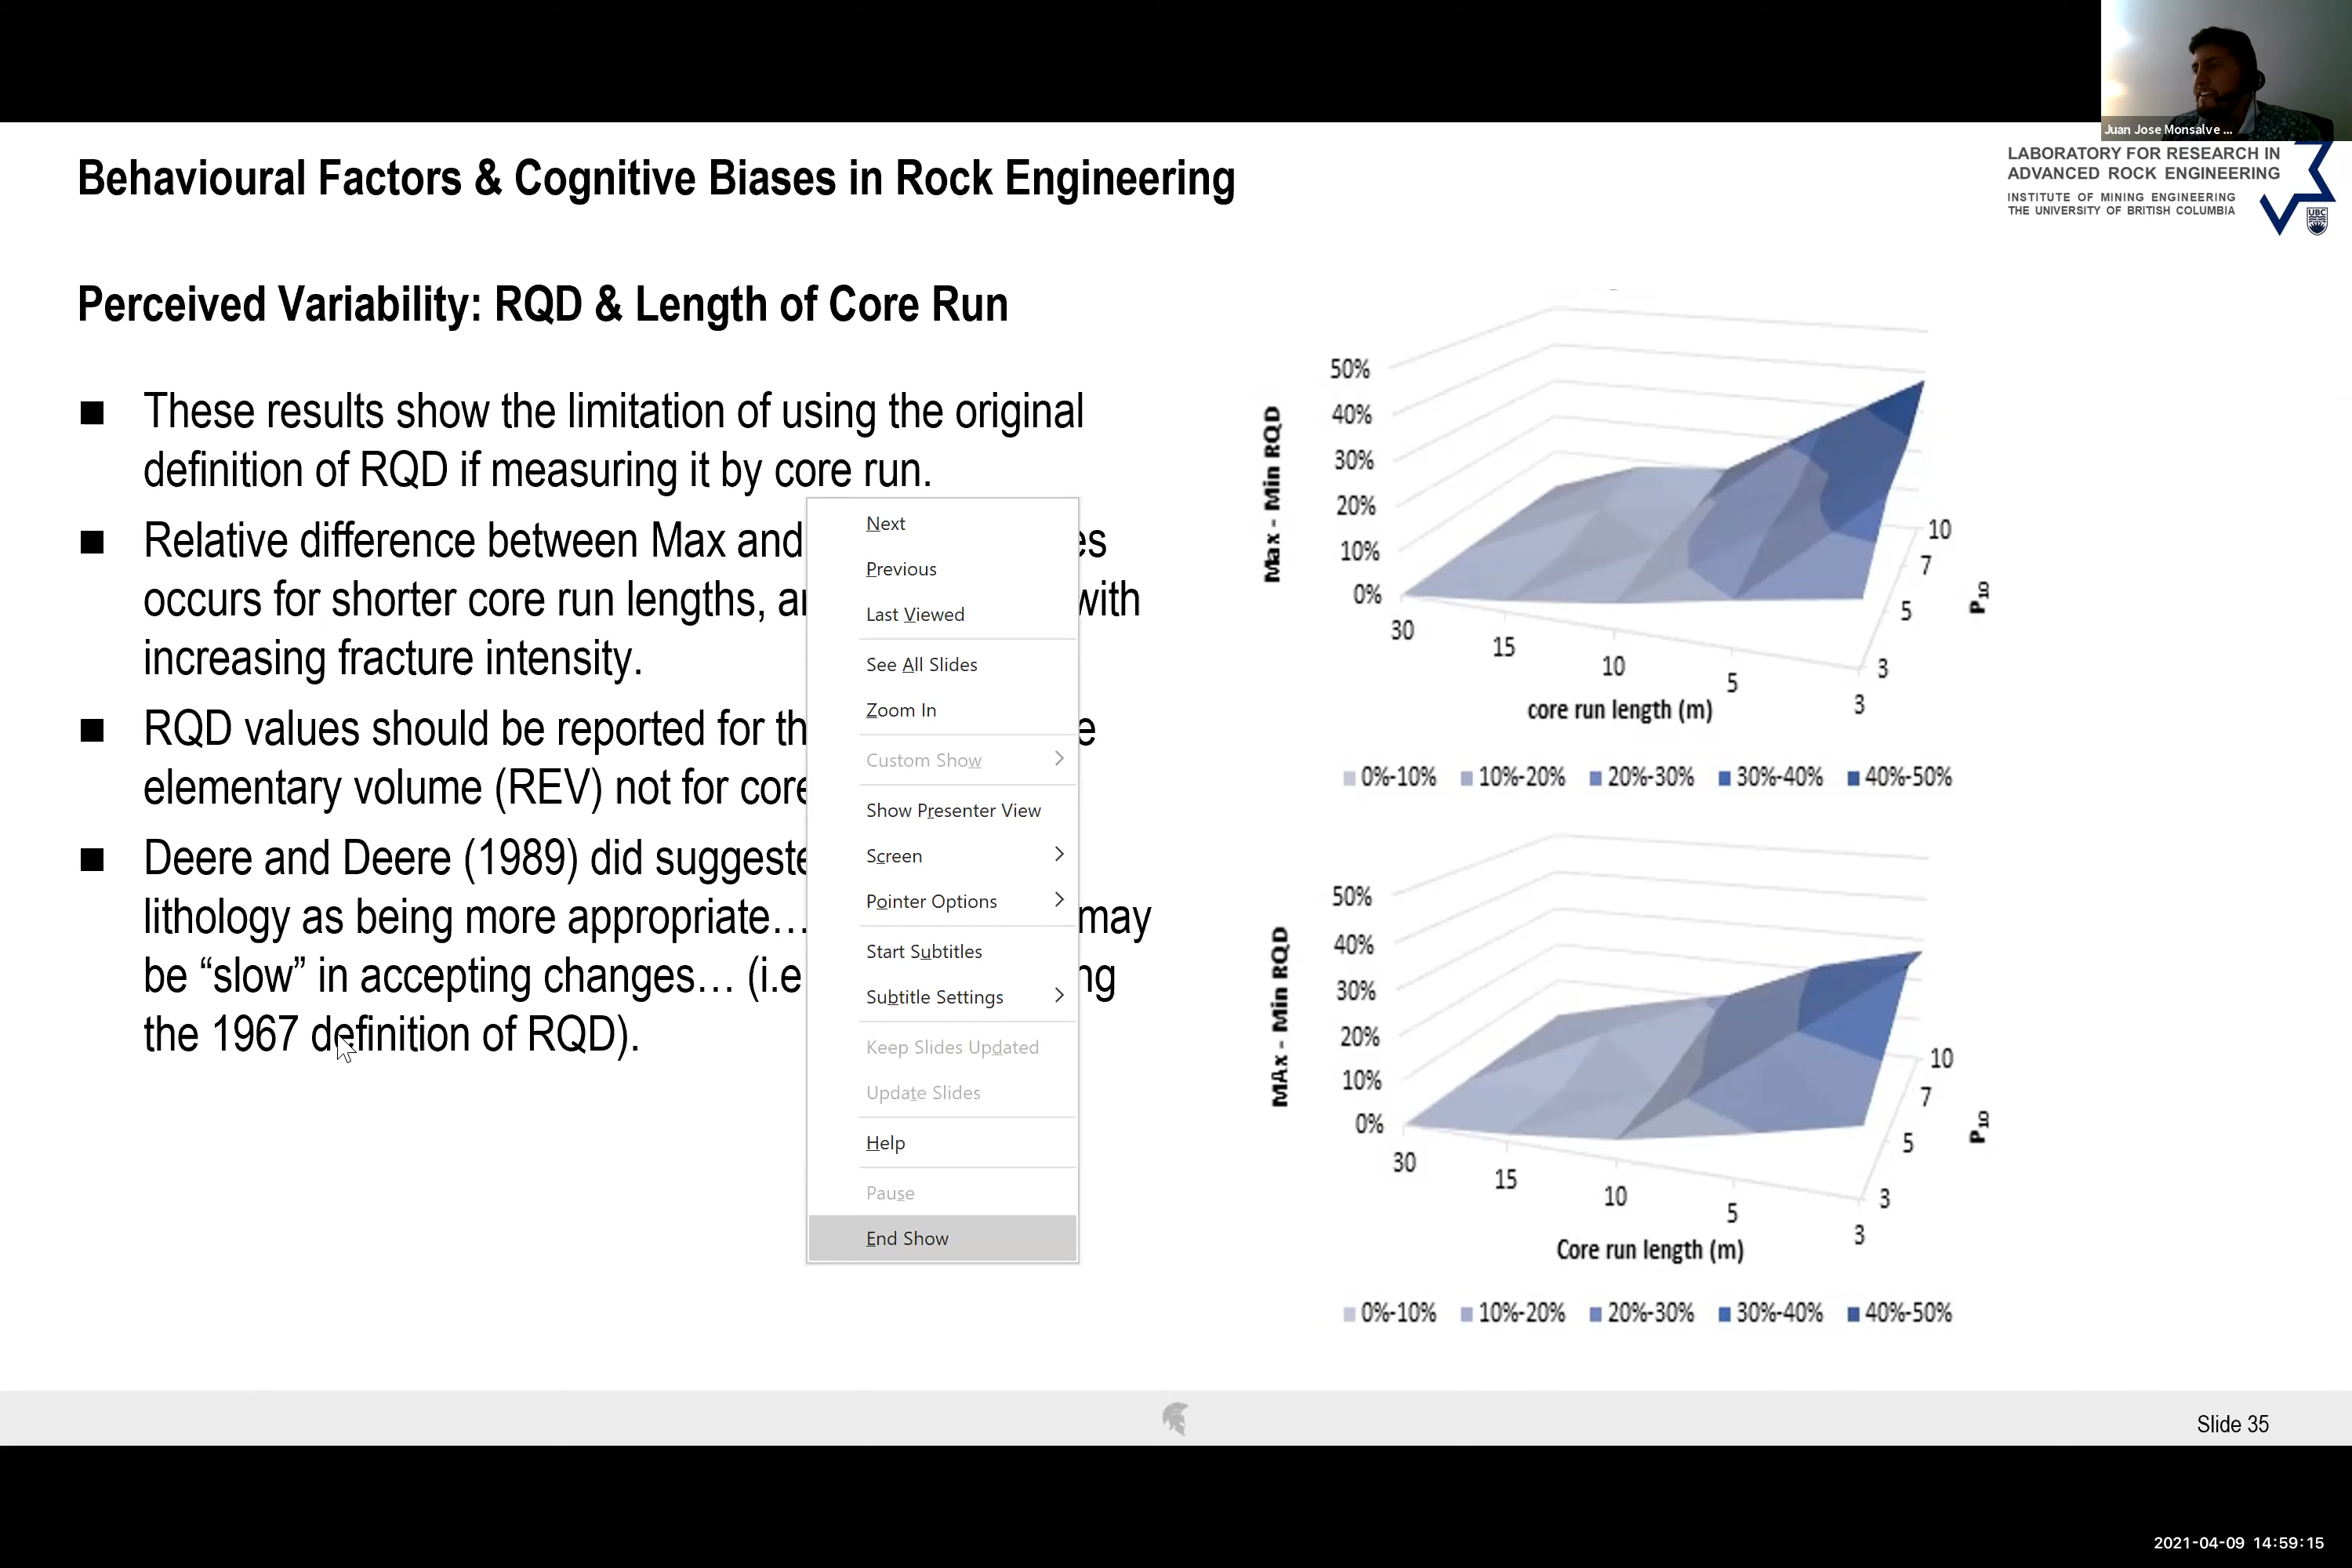 Juan Jose Monsalve ...
LABORATORY FOR RESEARCH IN
ADVANCED ROCK ENGINEERING
INSTITUTE OF MINING ENGINEERING
THE UNIVERSITY OF BRITISH COLUMBIA
UBC
Behavioural Factors & Cognitive Biases in Rock Engineering
Perceived Variability: RQD & Length of Core Run
These results show the limitation of using the original
definition of RQD if measuring it by core run.
Relative difference between Max and
occurs for shorter core run lengths, with
increasing fracture intensity.
RQD values should be reported for
elementary volume (REV) not for core
Deere and Deere (1989) did suggeste
lithology as being more appropriate… may
be “slow” in accepting changes… (i.e
the 1967 definition of RQD).
Next
Previous
Last Viewed
See All Slides
Zoom In
Custom Show
Show Presenter View
Screen
Pointer Options
Start Subtitles
Subtitle Settings
Keep Slides Updated
Update Slides
Help
Pause
End Show
Max - Min RQD
50%
40%
30%
20%
10%
0%
30
15
10
5
3
core run length (m)
10
7
5
3
P10
0%-10% 10%-20% 20%-30% 30%-40% 40%-50%
MAx - Min RQD
50%
40%
30%
20%
10%
0%
30
15
10
5
3
Core run length (m)
10
7
5
3
P10
0%-10% 10%-20% 20%-30% 30%-40% 40%-50%
Slide 35
2021-04-09 14:59:15